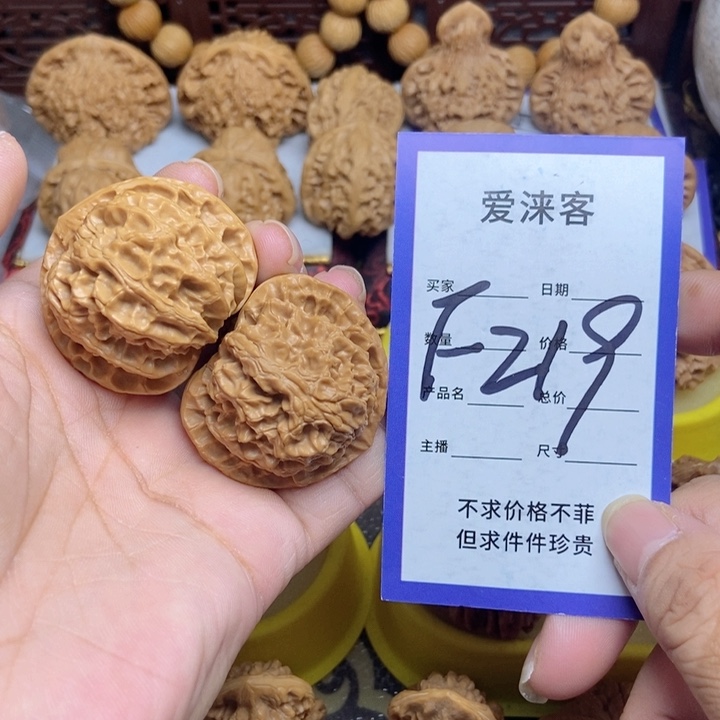 爱涞客
买家 日期
F-219
数量 价格
产品名 总价
主播 尺寸
不求价格不菲
但求件件珍贵